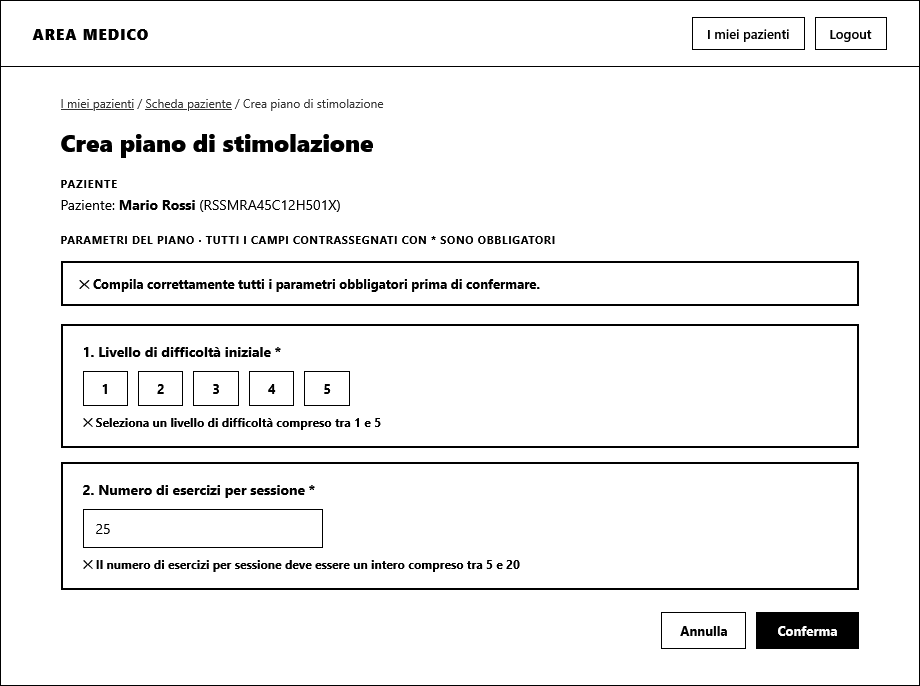 AREA MEDICO
I miei pazienti
Logout
I miei pazienti / Scheda paziente / Crea piano di stimolazione
Crea piano di stimolazione
PAZIENTE
Paziente: Mario Rossi (RSSMRA45C12H501X)
PARAMETRI DEL PIANO · TUTTI I CAMPI CONTRASSEGNATI CON * SONO OBBLIGATORI
✕ Compila correttamente tutti i parametri obbligatori prima di confermare.
1. Livello di difficoltà iniziale *
1 2 3 4 5
✕ Seleziona un livello di difficoltà compreso tra 1 e 5
2. Numero di esercizi per sessione *
25
✕ Il numero di esercizi per sessione deve essere un intero compreso tra 5 e 20
Annulla
Conferma